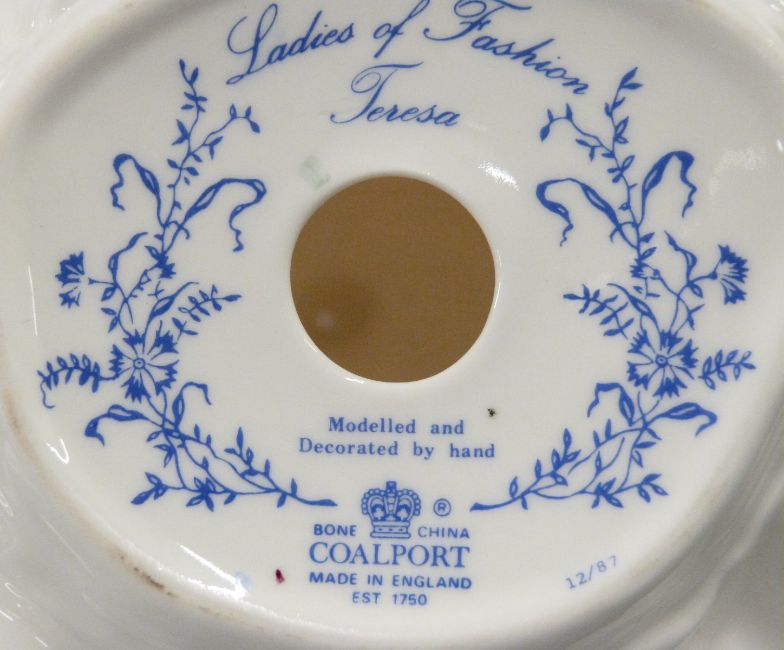 Ladies of Fashion
Teresa
Modelled and
Decorated by hand
®
BONE CHINA
COALPORT
MADE IN ENGLAND
EST 1750
12/87